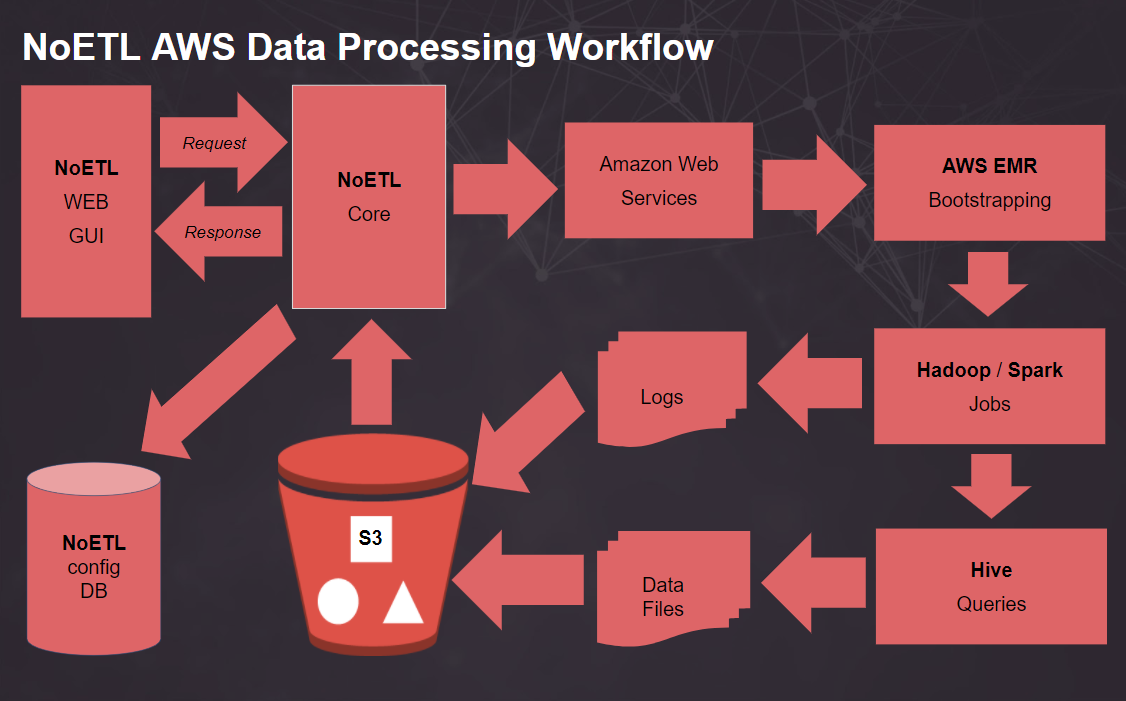 NoETL AWS Data Processing Workflow
NoETL
WEB
GUI
Request
Response
NoETL
Core
Amazon Web
Services
AWS EMR
Bootstrapping
Hadoop / Spark
Jobs
Logs
Hive
Queries
Data
Files
S3
NoETL
config
DB